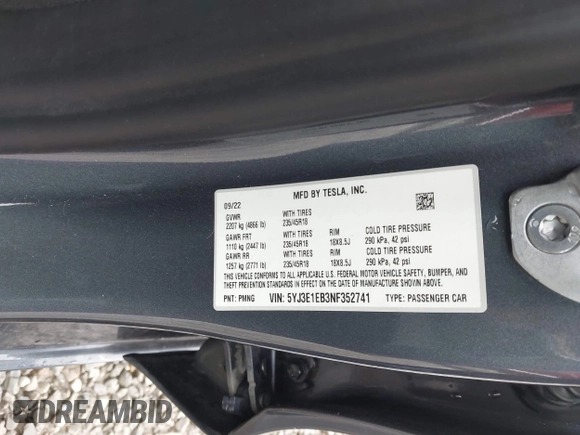 MFD BY TESLA, INC.
09/22
GVWR WITH TIRES
2207 kg (4866 lb) 235/45R18
GAWR FRT WITH TIRES RIM COLD TIRE PRESSURE
1110 kg (2447 lb) 235/45R18 18X8.5J 290 kPa, 42 psi
GAWR RR WITH TIRES RIM COLD TIRE PRESSURE
1257 kg (2771 lb) 235/45R18 18X8.5J 290 kPa, 42 psi
THIS VEHICLE CONFORMS TO ALL APPLICABLE U.S. FEDERAL MOTOR VEHICLE SAFETY, BUMPER, AND
THEFT PREVENTION STANDARDS IN EFFECT ON THE DATE OF MANUFACTURE SHOWN ABOVE.
PNT: PMNG VIN: 5YJ3E1EB3NF352741 TYPE: PASSENGER CAR
DREAMBID